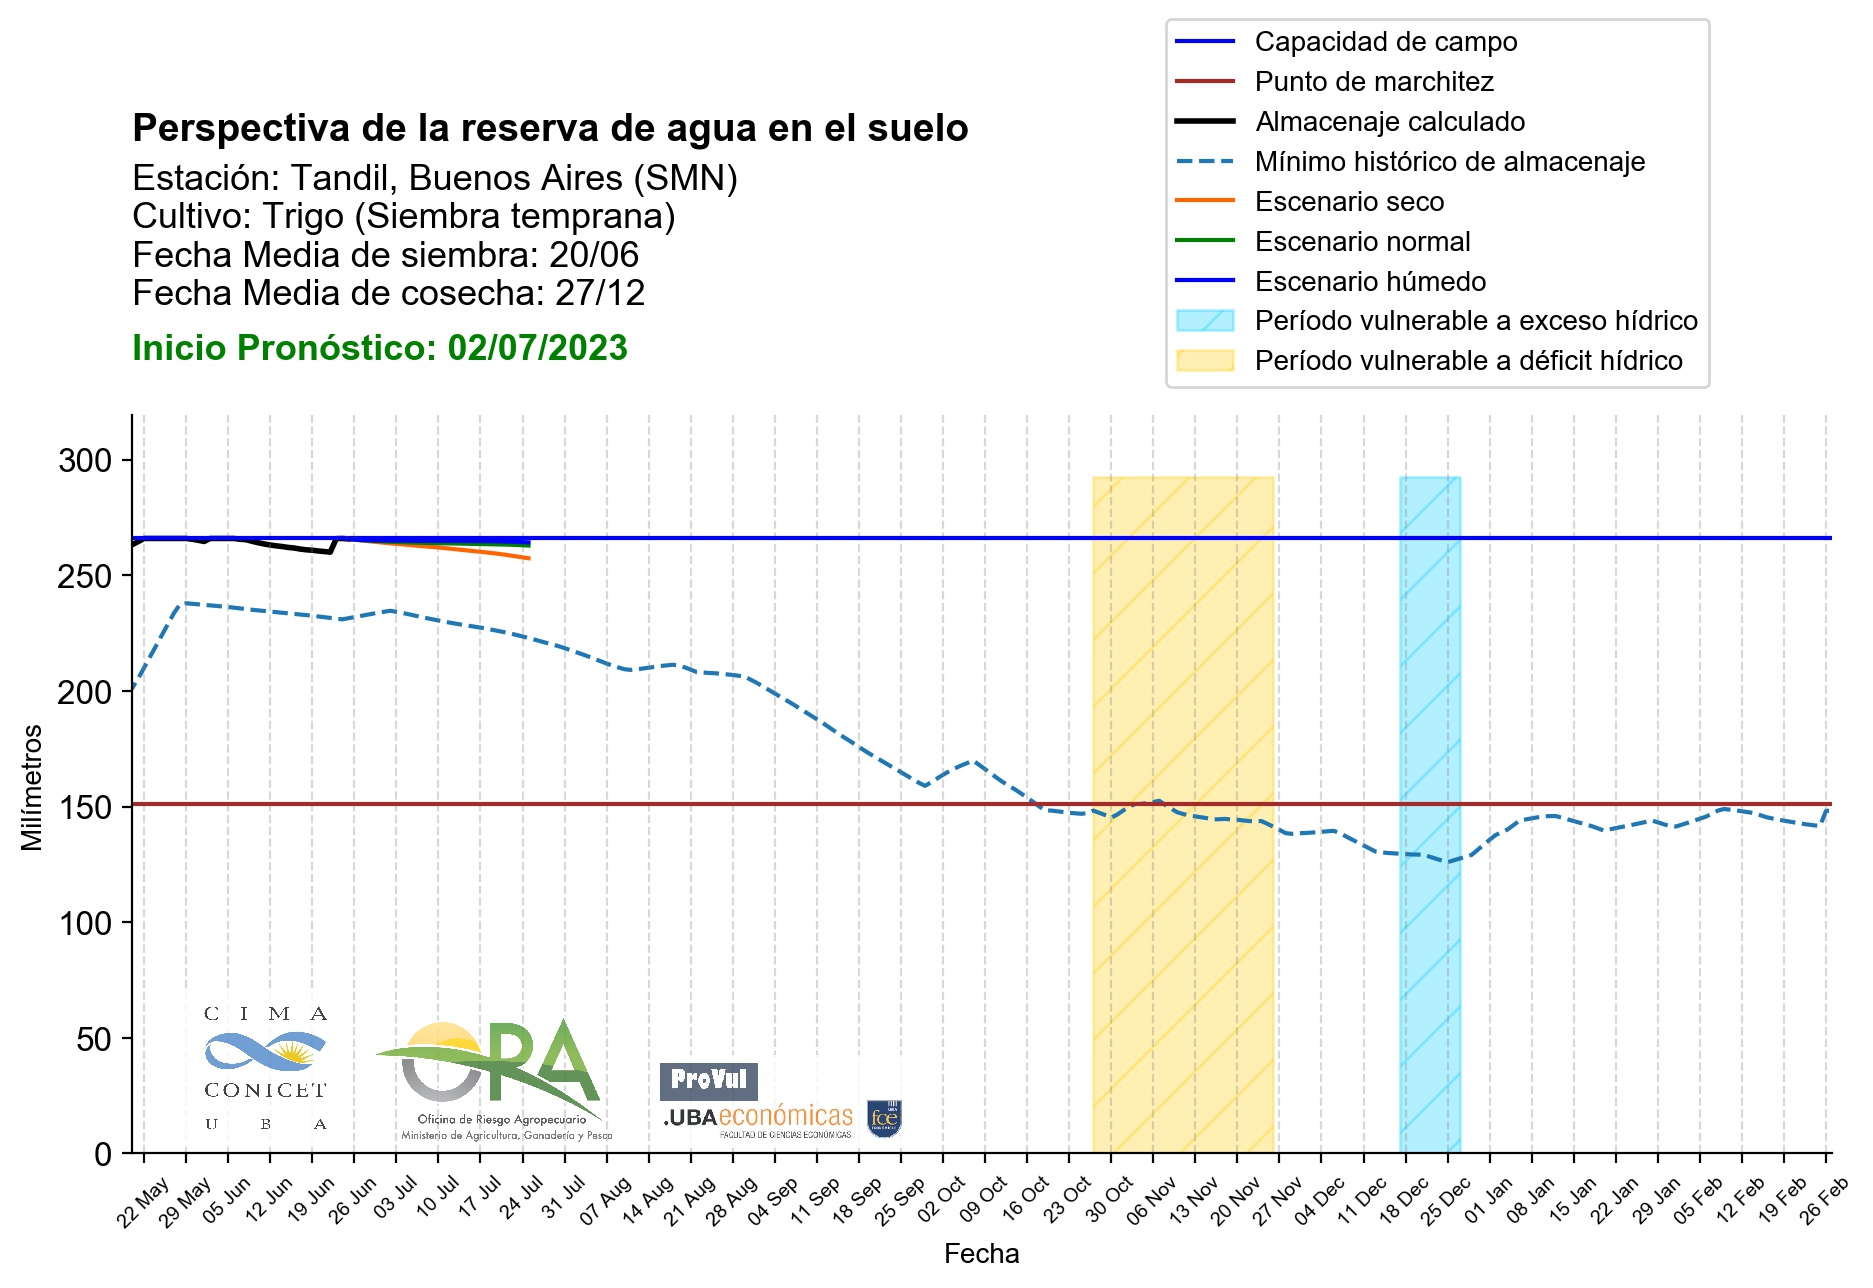 Capacidad de campo
Punto de marchitez
Almacenaje calculado
Mínimo histórico de almacenaje
Escenario seco
Escenario normal
Escenario húmedo
Período vulnerable a exceso hídrico
Período vulnerable a déficit hídrico
Perspectiva de la reserva de agua en el suelo
Estación: Tandil, Buenos Aires (SMN)
Cultivo: Trigo (Siembra temprana)
Fecha Media de siembra: 20/06
Fecha Media de cosecha: 27/12
Inicio Pronóstico: 02/07/2023
300
250
200
150
100
50
0
Milímetros
CIMA
CONICET
UBA
ORA
Oficina de Riesgo Agropecuario
Ministerio de Agricultura, Ganadería y Pesca
ProVul
.UBAeconómicas
FACULTAD DE CIENCIAS ECONÓMICAS
fce
22 May
29 May
05 Jun
12 Jun
19 Jun
26 Jun
03 Jul
10 Jul
17 Jul
24 Jul
31 Jul
07 Aug
14 Aug
21 Aug
28 Aug
04 Sep
11 Sep
18 Sep
25 Sep
02 Oct
09 Oct
16 Oct
23 Oct
30 Oct
06 Nov
13 Nov
20 Nov
27 Nov
04 Dec
11 Dec
18 Dec
25 Dec
01 Jan
08 Jan
15 Jan
22 Jan
29 Jan
05 Feb
12 Feb
19 Feb
26 Feb
Fecha